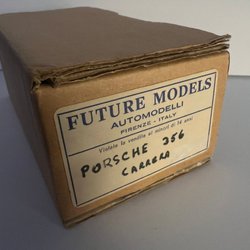 FUTURE MODELS
AUTOMODELLI
FIRENZE - ITALY
Vietata la vendita ai minori di 14 anni
PORSCHE 356
CARRERA